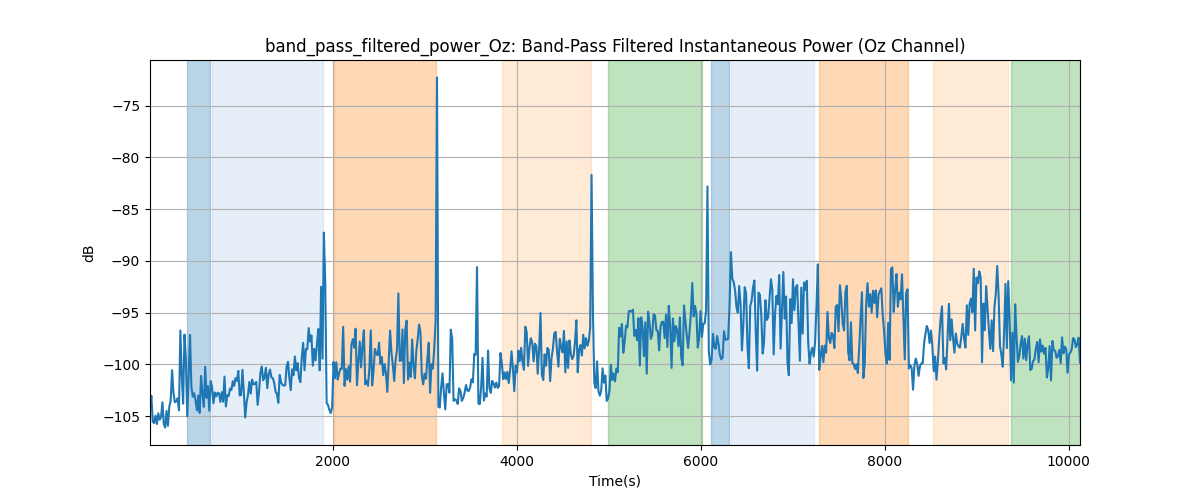 band_pass_filtered_power_Oz: Band-Pass Filtered Instantaneous Power (Oz Channel)
−75
−80
−85
−90
−95
−100
−105
dB
2000 4000 6000 8000 10000
Time(s)